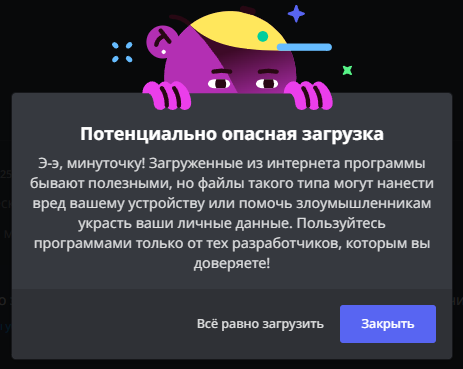 Потенциально опасная загрузка
Э-э, минуточку! Загруженные из интернета программы
бывают полезными, но файлы такого типа могут нанести
вред вашему устройству или помочь злоумышленникам
украсть ваши личные данные. Пользуйтесь
программами только от тех разработчиков, которым вы
доверяете!
Всё равно загрузить
Закрыть